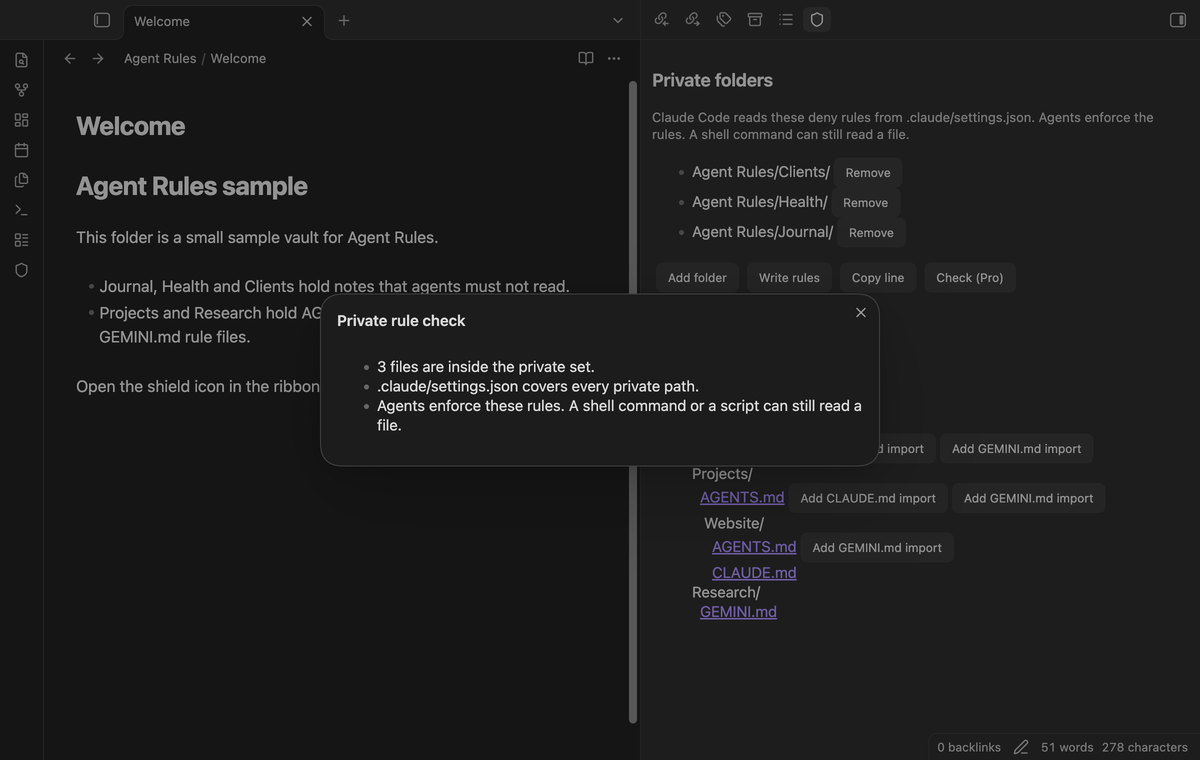 Welcome
Agent Rules / Welcome
Welcome
Agent Rules sample
This folder is a small sample vault for Agent Rules.
Journal, Health and Clients hold notes that agents must not read.
Projects and Research hold AG
GEMINI.md rule files.
Open the shield icon in the ribbon
Private folders
Claude Code reads these deny rules from .claude/settings.json. Agents enforce the
rules. A shell command can still read a file.
Agent Rules/Clients/ Remove
Agent Rules/Health/ Remove
Agent Rules/Journal/ Remove
Add folder Write rules Copy line Check (Pro)
Private rule check
3 files are inside the private set.
.claude/settings.json covers every private path.
Agents enforce these rules. A shell command or a script can still read a
file.
d import Add GEMINI.md import
Projects/
AGENTS.md Add CLAUDE.md import Add GEMINI.md import
Website/
AGENTS.md Add GEMINI.md import
CLAUDE.md
Research/
GEMINI.md
0 backlinks 51 words 278 characters